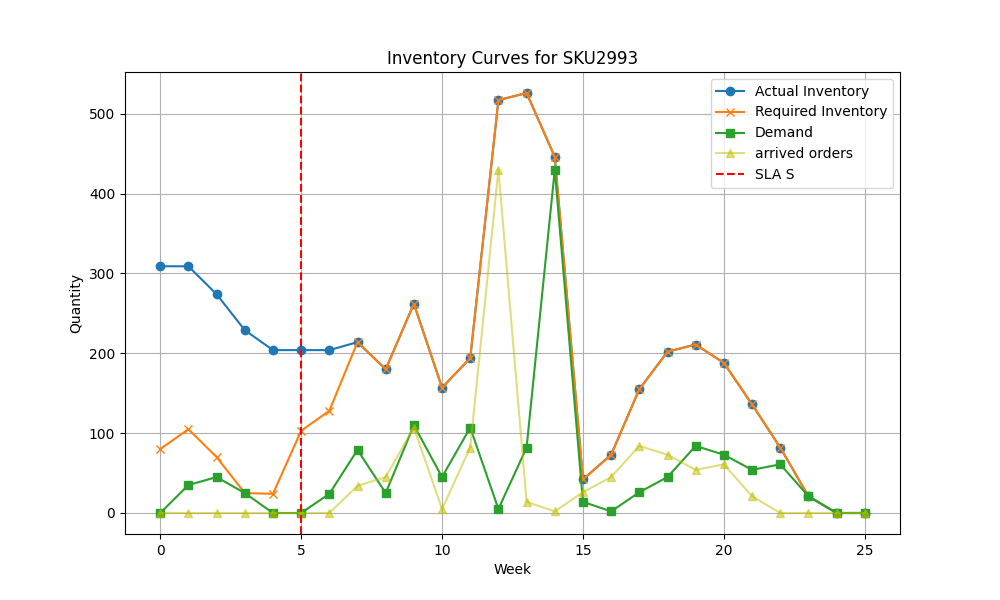 Inventory Curves for SKU2993
Actual Inventory
Required Inventory
Demand
arrived orders
SLA S
Quantity
500
400
300
200
100
0
0 5 10 15 20 25
Week